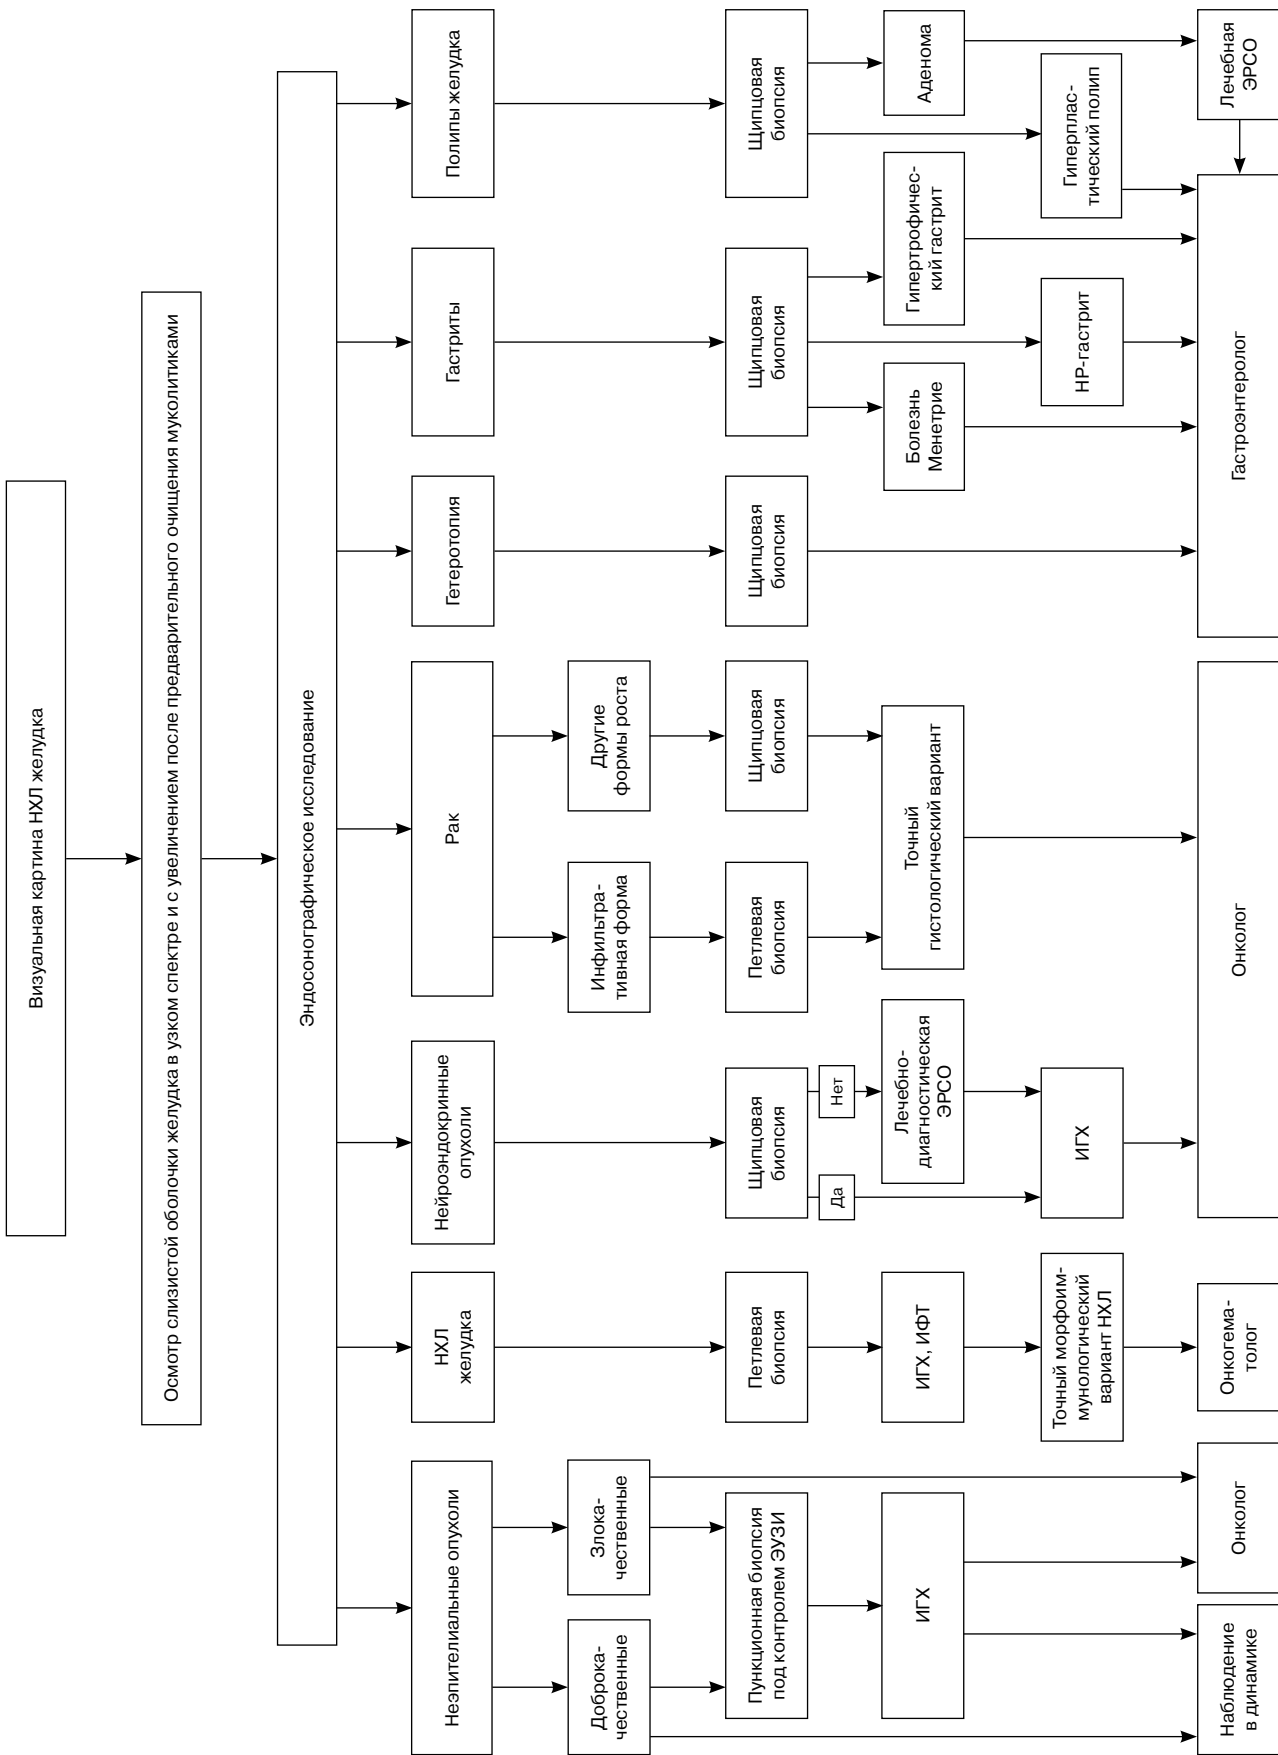 Визуальная картина НХЛ желудка
Осмотр слизистой оболочки желудка в узком спектре и с увеличением после предварительного очищения муколитиками
Эндосонографическое исследование
Неэпителиальные опухоли
НХЛ
желудка
Нейроэндокринные
опухоли
Рак
Гетеротопия
Гастриты
Полипы желудка
Доброка-
чественные
Злока-
чественные
Инфильтра-
тивная форма
Другие
формы роста
Пункционная биопсия
под контролем ЭУЗИ
Петлевая
биопсия
Щипцовая
биопсия
Петлевая
биопсия
Щипцовая
биопсия
Щипцовая
биопсия
Щипцовая
биопсия
Щипцовая
биопсия
Да
Нет
ИГХ
ИГХ, ИФТ
Лечебно-
диагностическая
ЭРСО
Точный
гистологический вариант
Болезнь
Менетрие
Гипертрофичес-
кий гастрит
Аденома
Точный морфоим-
мунологический
вариант НХЛ
ИГХ
НР-гастрит
Гиперплас-
тический полип
Наблюдение
в динамике
Онколог
Онкогема-
толог
Онколог
Гастроэнтеролог
Лечебная
ЭРСО